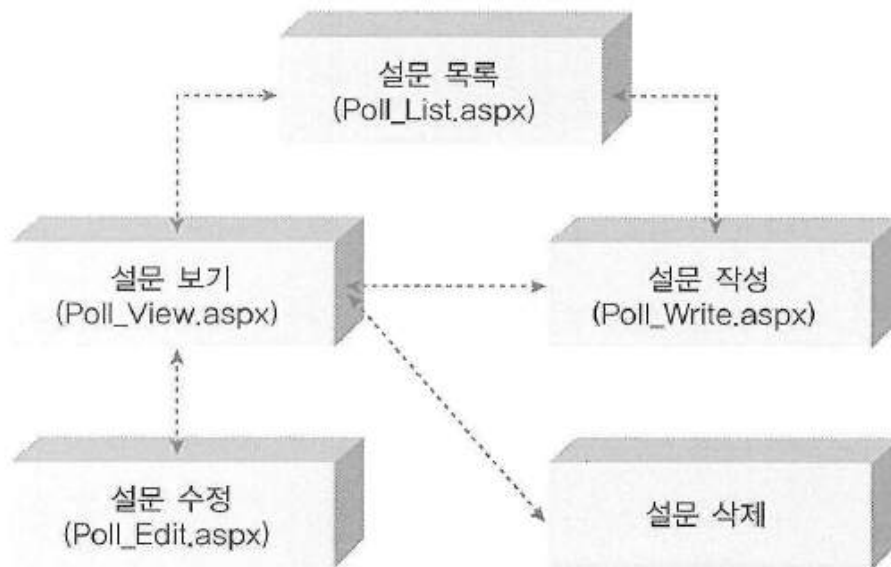 설문 목록
(Poll_List.aspx)
설문 보기
(Poll_View.aspx)
설문 작성
(Poll_Write.aspx)
설문 수정
(Poll_Edit.aspx)
설문 삭제